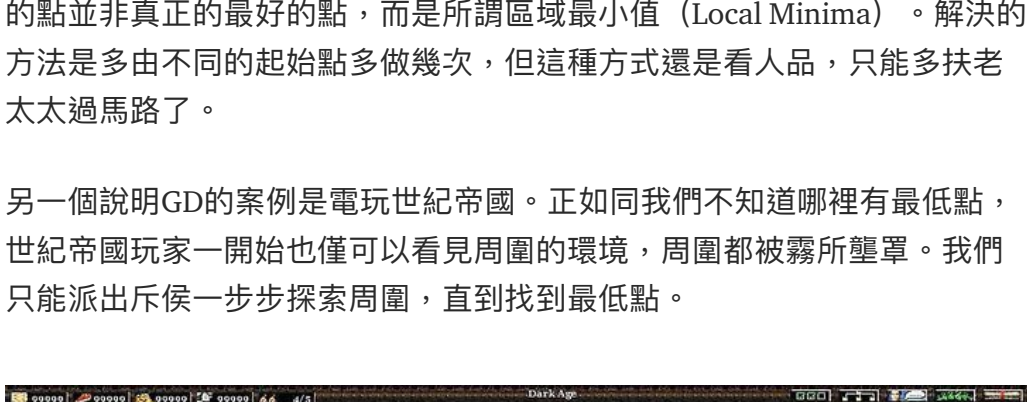 的點並非真正的最好的點，而是所謂區域最小值（Local Minima）。解決的
方法是多由不同的起始點多做幾次，但這種方式還是看人品，只能多扶老
太太過馬路了。
另一個說明GD的案例是電玩世紀帝國。正如同我們不知道哪裡有最低點，
世紀帝國玩家一開始也僅可以看見周圍的環境，周圍都被霧所壟罩。我們
只能派出斥侯一步步探索周圍，直到找到最低點。
99999 99999 99999 99999 4/5 Dark Age